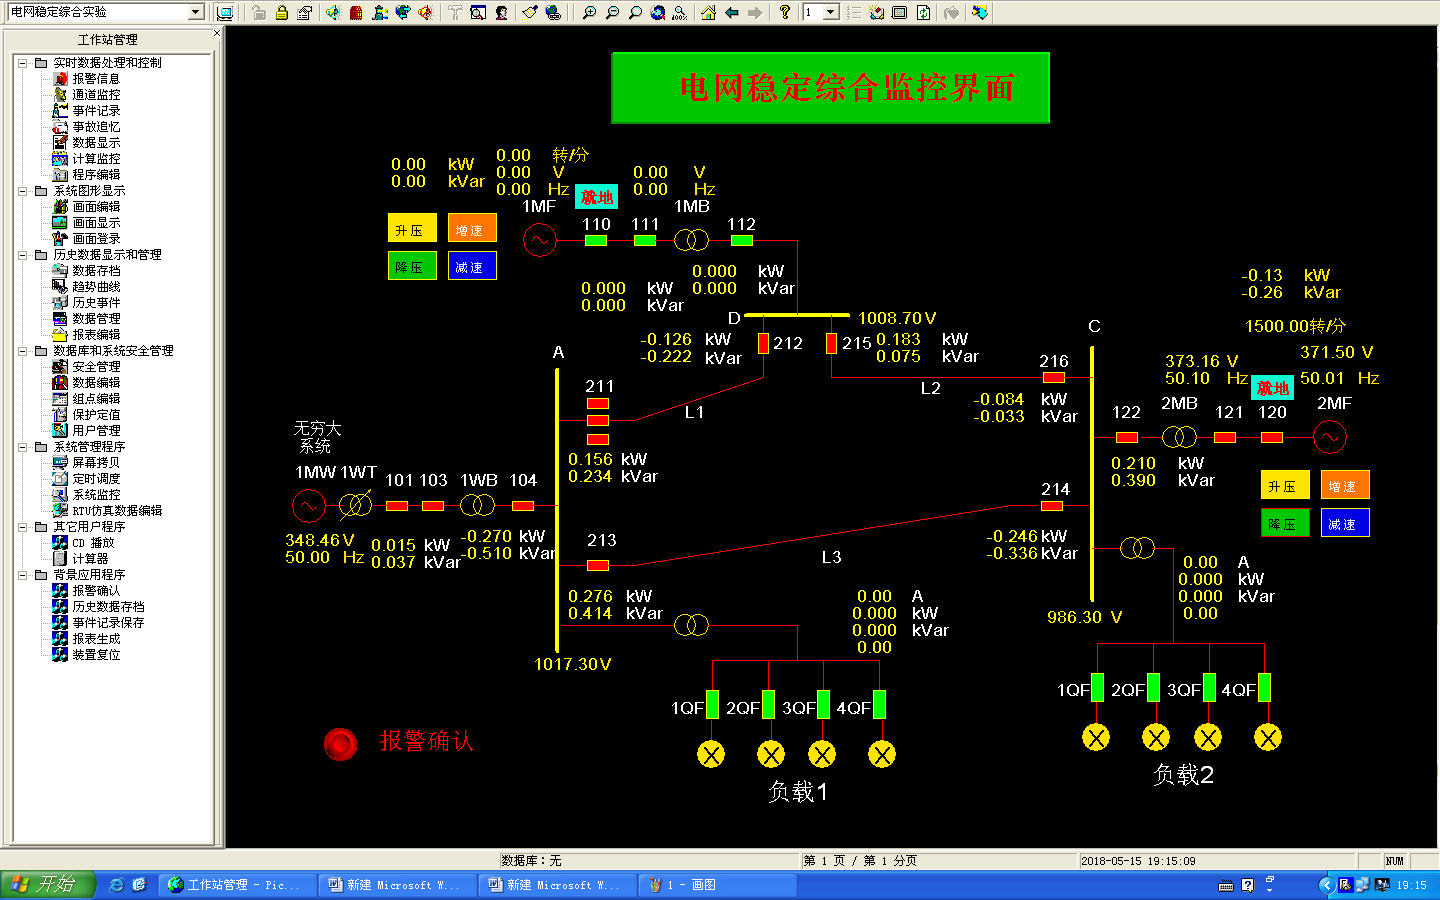 电网稳定综合实验
1
工作站管理
实时数据处理和控制
报警信息
通道监控
事件记录
事故追忆
数据显示
计算监控
程序编辑
系统图形显示
画面编辑
画面显示
画面登录
历史数据显示和管理
数据存档
趋势曲线
历史事件
数据管理
报表编辑
数据库和系统安全管理
安全管理
数据编辑
组点编辑
保护定值
用户管理
系统管理程序
屏幕拷贝
定时调度
系统监控
RTU仿真数据编辑
其它用户程序
CD 播放
计算器
背景应用程序
报警确认
历史数据存档
事件记录保存
报表生成
装置复位
电网稳定综合监控界面
0.00 kW
0.00 kVar
0.00 转/分
0.00 V
0.00 Hz
就地
0.00 V
0.00 Hz
1MF
110
111
1MB
112
升压
增速
降压
减速
0.000 kW
0.000 kVar
0.000 kW
0.000 kVar
D
1008.70V
-0.126 kW
-0.222 kVar
212
215
0.183 kW
0.075 kVar
-0.13 kW
-0.26 kVar
1500.00转/分
373.16 V
50.10 Hz
371.50 V
50.01 Hz
就地
A
211
L1
L2
C
216
-0.084 kW
-0.033 kVar
122
2MB
121
120
2MF
0.210 kW
0.390 kVar
升压
增速
降压
减速
无穷大
系统
0.156 kW
0.234 kVar
1MW
1WT
101
103
1WB
104
348.46V
50.00 Hz
0.015 kW
0.037 kVar
-0.270 kW
-0.510 kVar
213
214
L3
-0.246kW
-0.336kVar
0.276 kW
0.414 kVar
0.00 A
0.000 kW
0.000 kVar
0.00
0.00 A
0.000 kW
0.000 kVar
0.00
986.30 V
1017.30V
1QF
2QF
3QF
4QF
负载1
1QF
2QF
3QF
4QF
负载2
报警确认
数据库：无
第 1 页 / 第 1 分页
2018-05-15 19:15:09
NUM
开始
工作站管理 - Pic...
新建 Microsoft W...
新建 Microsoft W...
1 - 画图
19:15